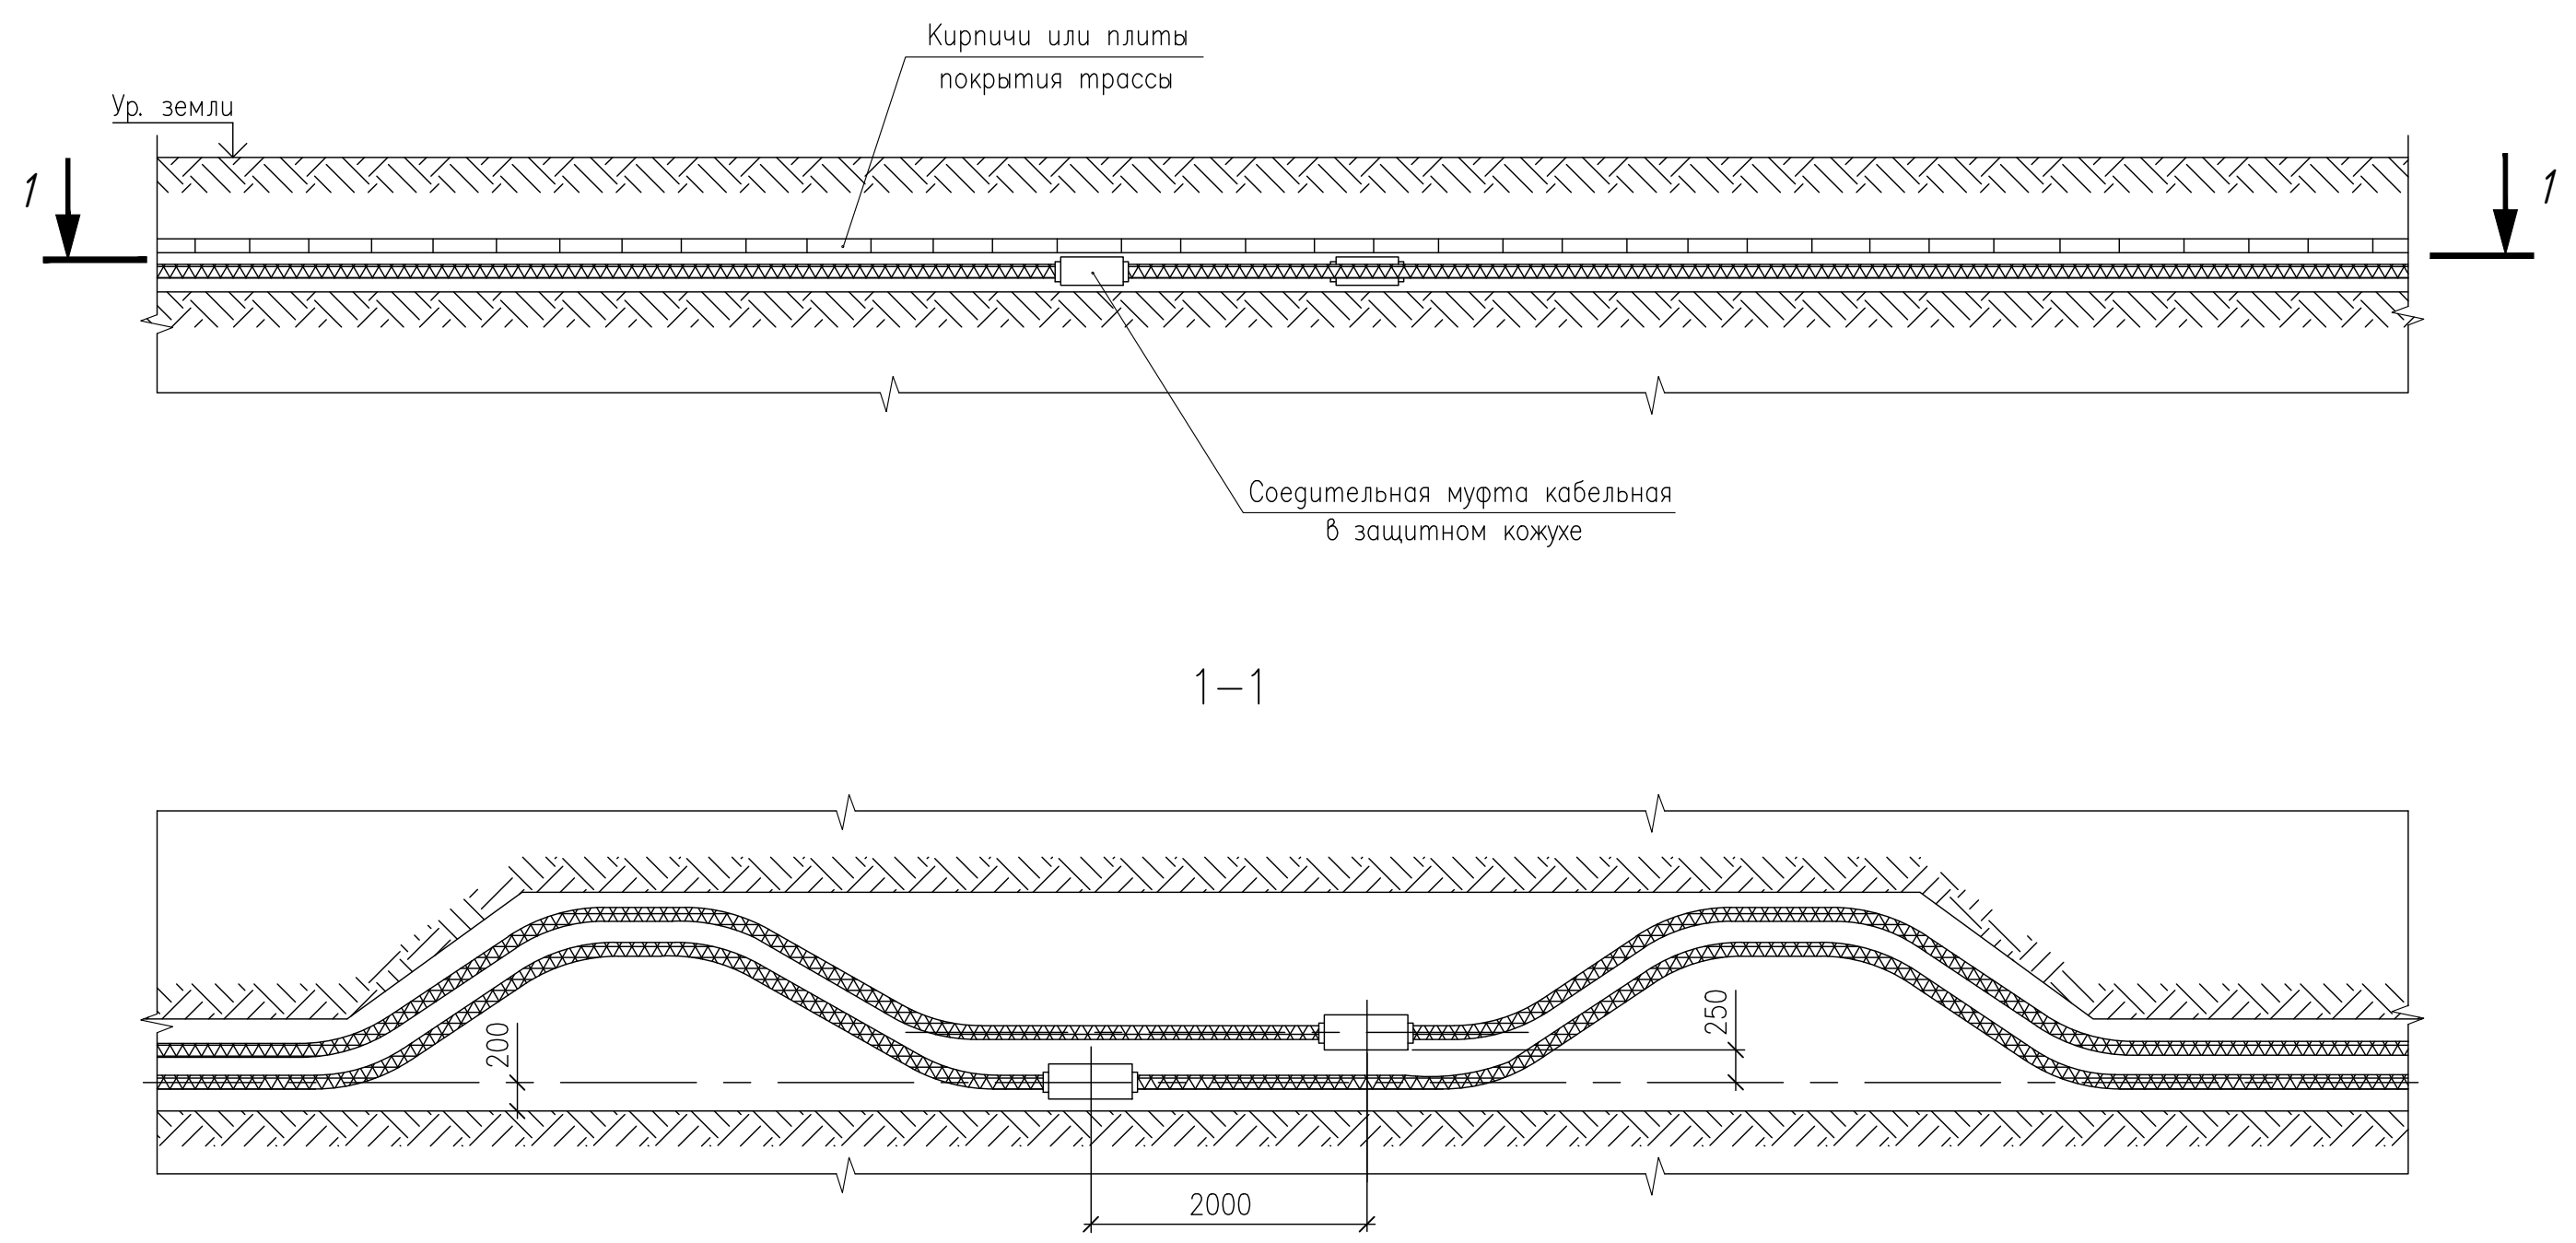 Кирпичи или плиты
покрытия трассы
Ур. земли
1
1
Соедительная муфта кабельная
в защитном кожухе
1-1
200
250
2000